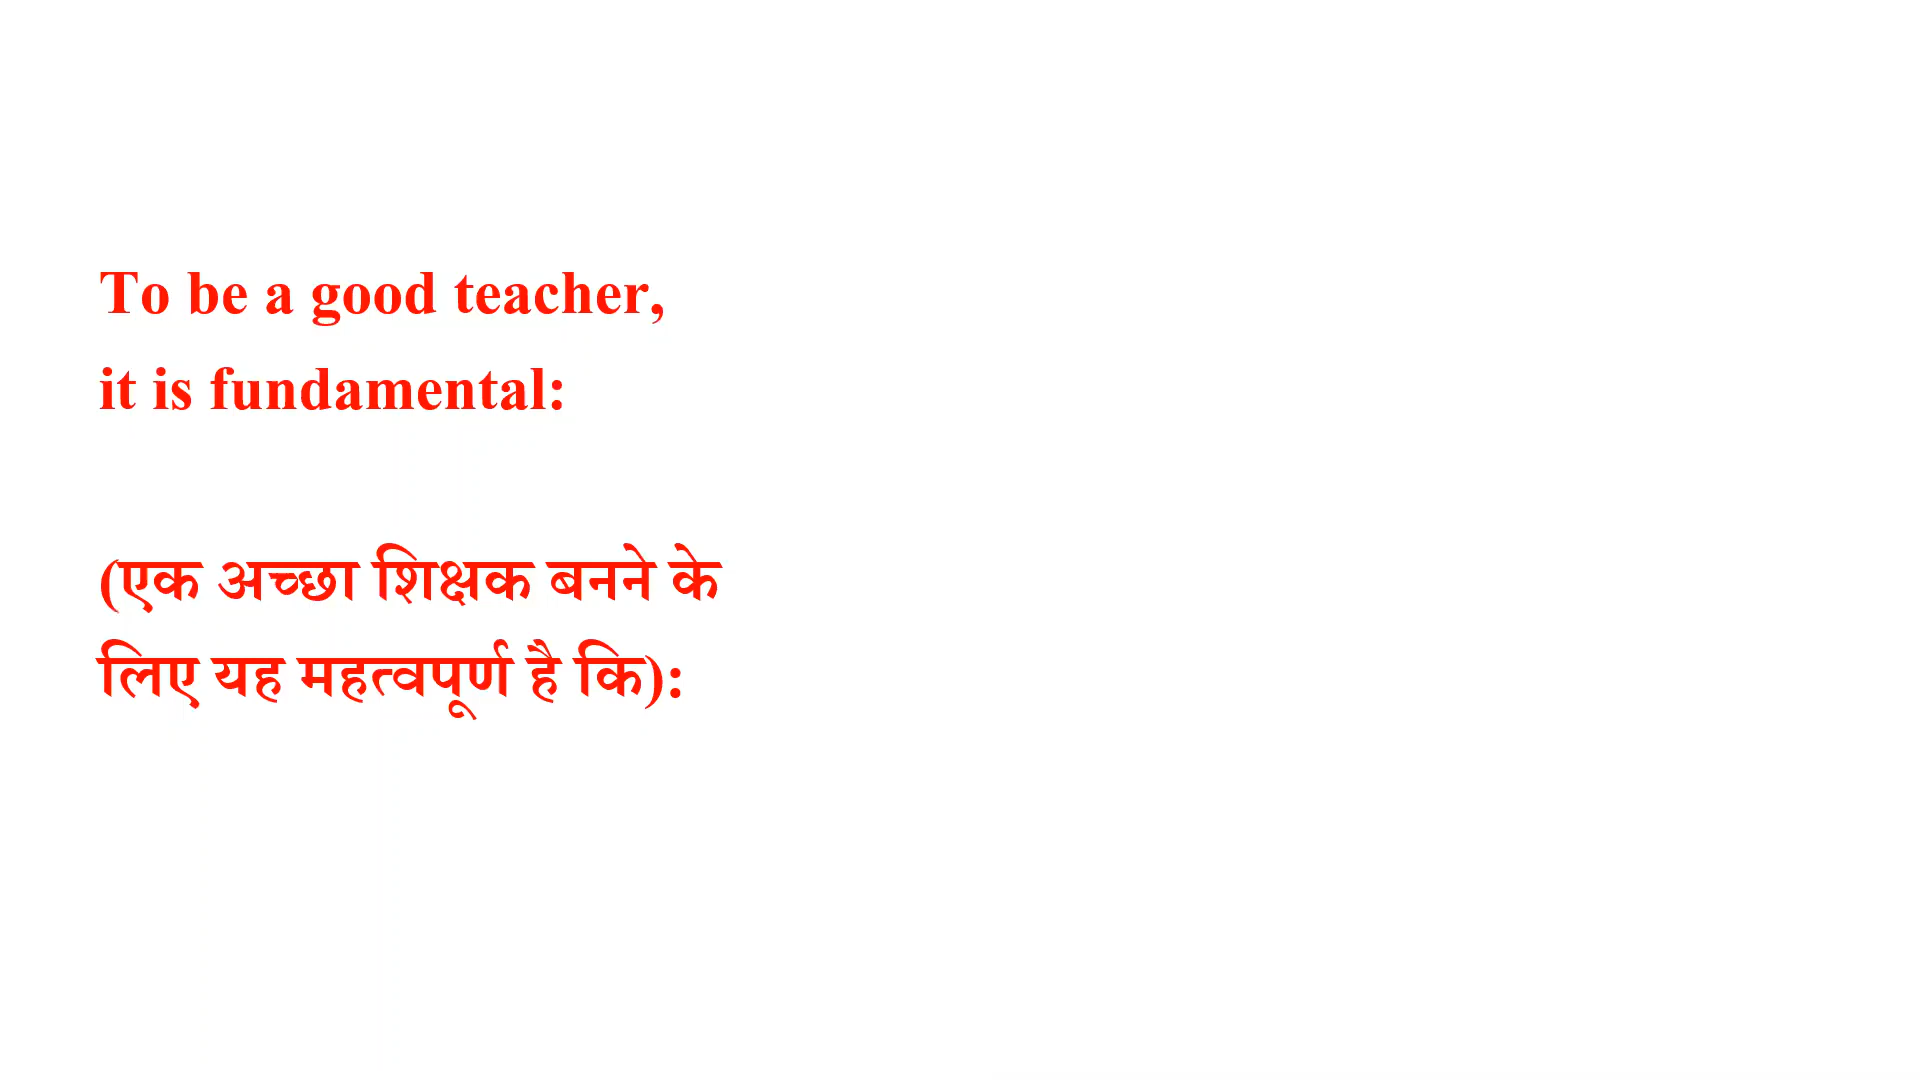 To be a good teacher,
it is fundamental:
(एक अच्छा शिक्षक बनने के
लिए यह महत्वपूर्ण है कि):